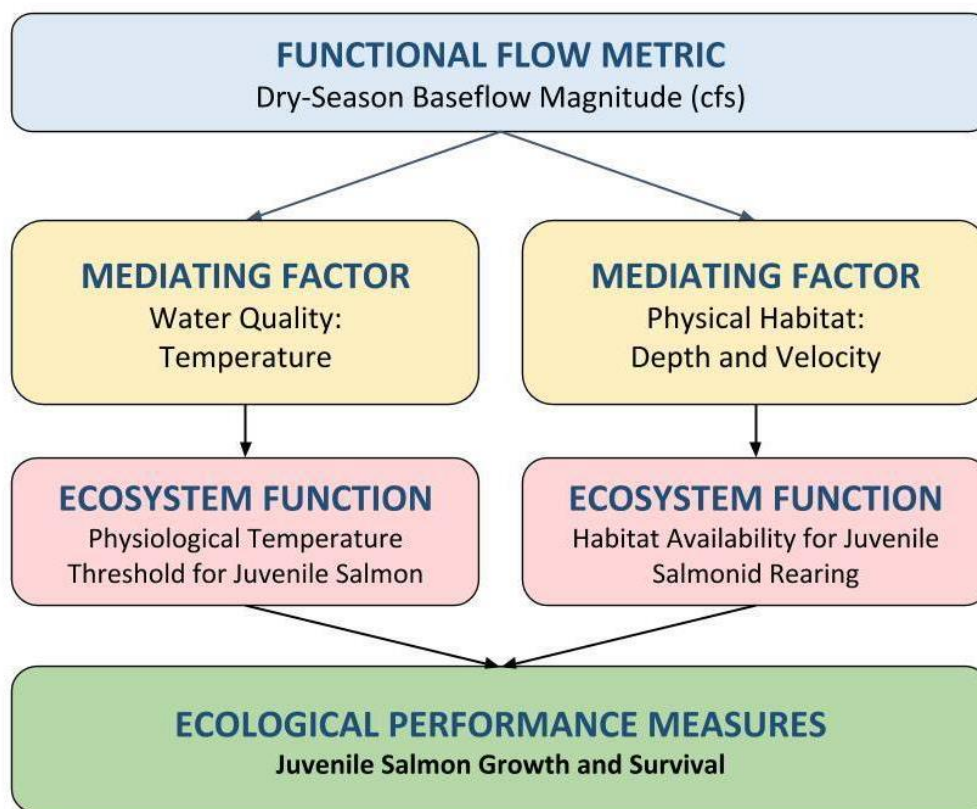 FUNCTIONAL FLOW METRIC
Dry-Season Baseflow Magnitude (cfs)
MEDIATING FACTOR
Water Quality:
Temperature
MEDIATING FACTOR
Physical Habitat:
Depth and Velocity
ECOSYSTEM FUNCTION
Physiological Temperature
Threshold for Juvenile Salmon
ECOSYSTEM FUNCTION
Habitat Availability for Juvenile
Salmonid Rearing
ECOLOGICAL PERFORMANCE MEASURES
Juvenile Salmon Growth and Survival